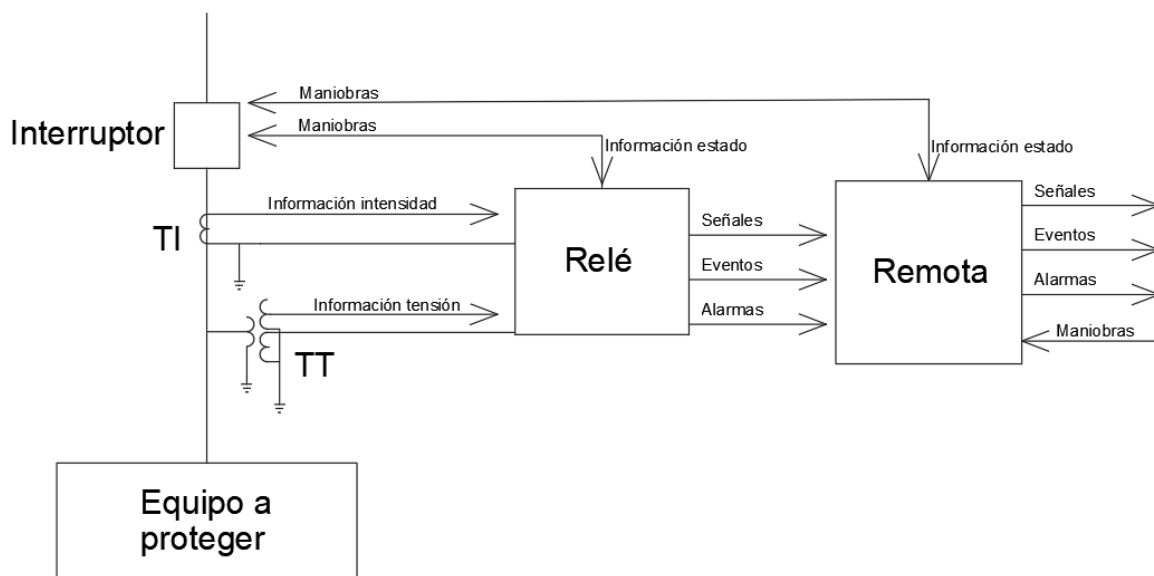 Maniobras
Interruptor
Maniobras
Información estado
Información estado
Información intensidad
Señales
Señales
TI
Relé
Eventos
Remota
Eventos
Información tensión
Alarmas
Alarmas
Maniobras
TT
Equipo a
proteger